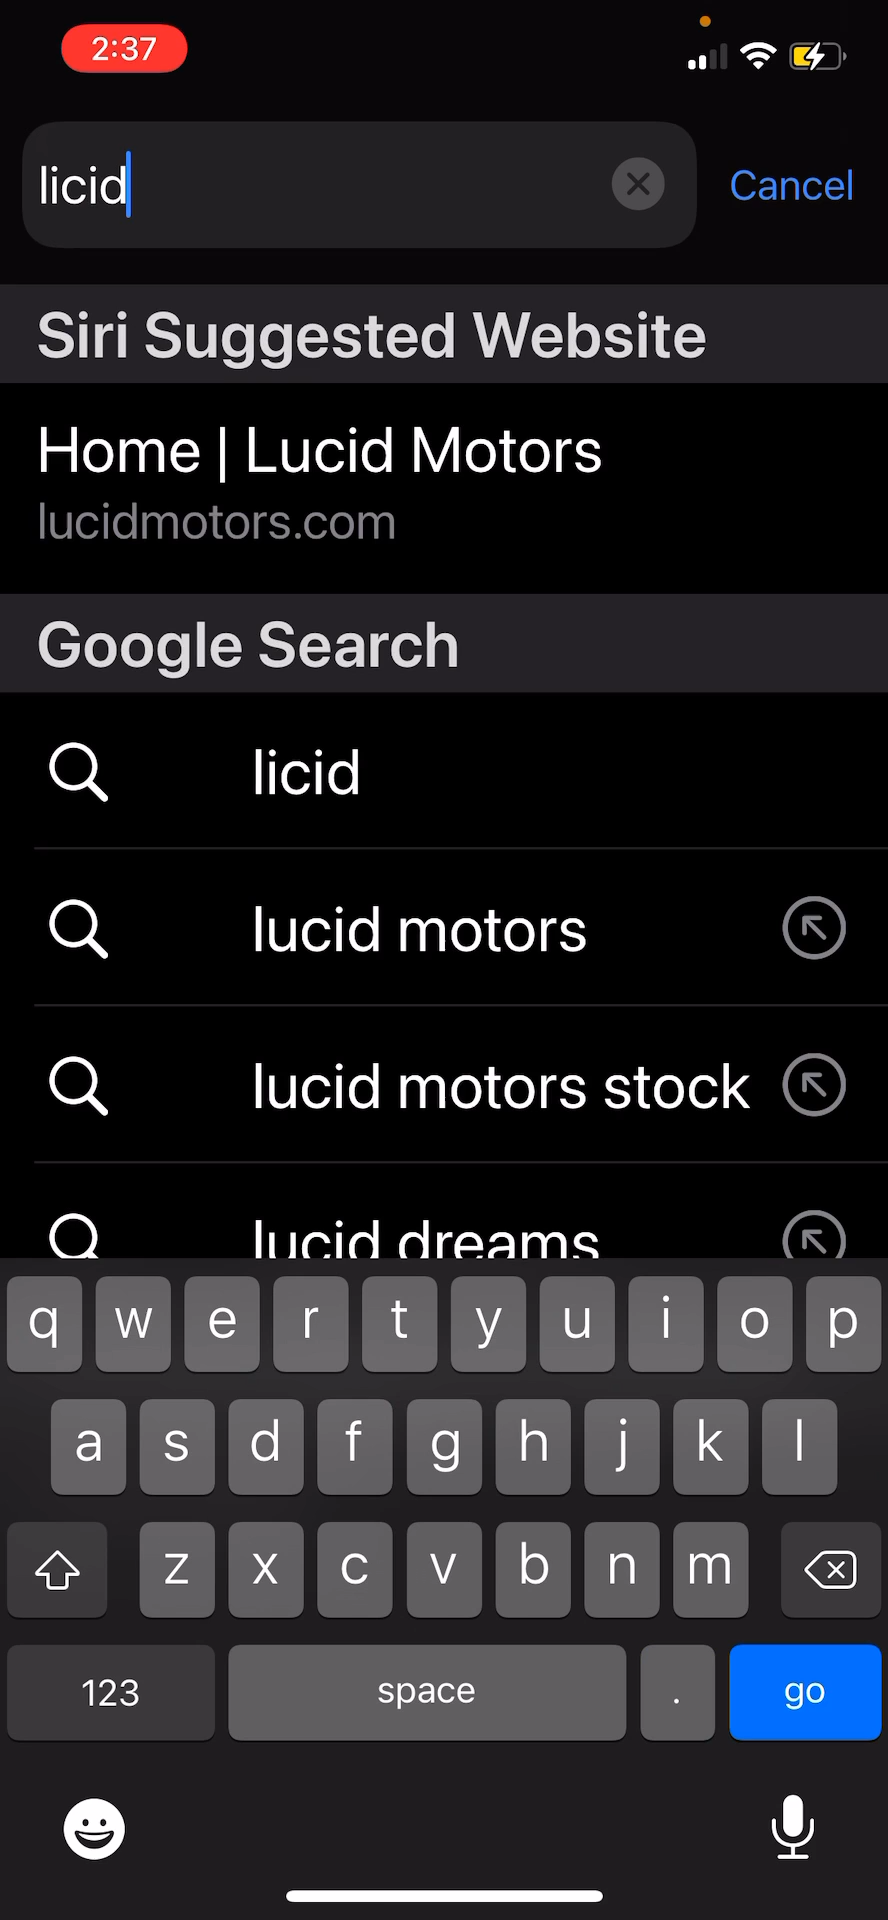 2:37
licid
Cancel
Siri Suggested Website
Home | Lucid Motors
lucidmotors.com
Google Search
licid
lucid motors
lucid motors stock
lucid dreams
q w e r t y u i o p
a s d f g h j k l
z x c v b n m
123 space . go